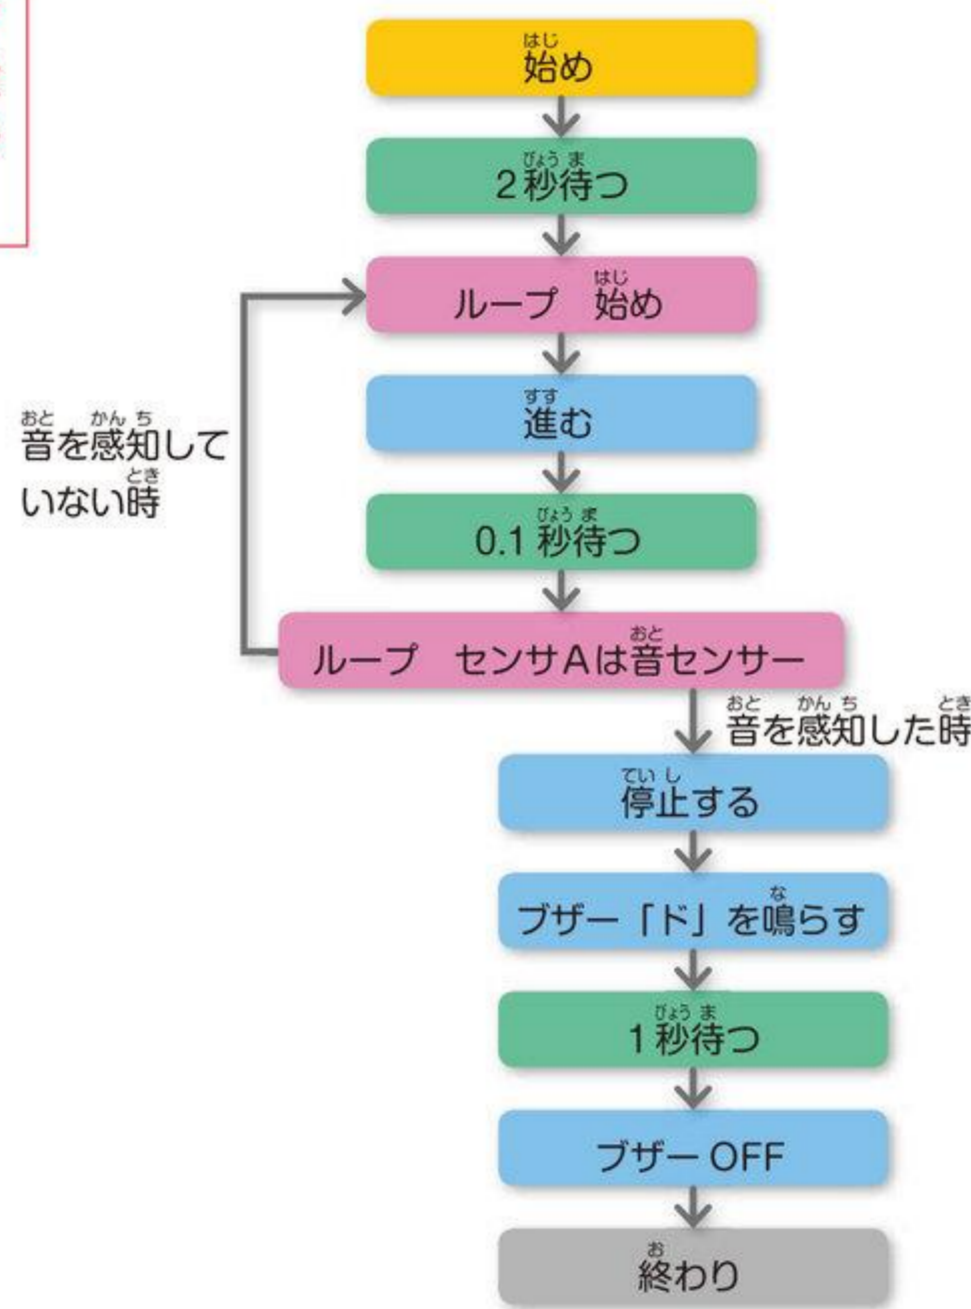 始め
2秒待つ
ループ　始め
進む
0.1秒待つ
音を感知して
いない時
ループ　センサAは音センサー
音を感知した時
停止する
ブザー「ド」を鳴らす
1秒待つ
ブザーOFF
終わり